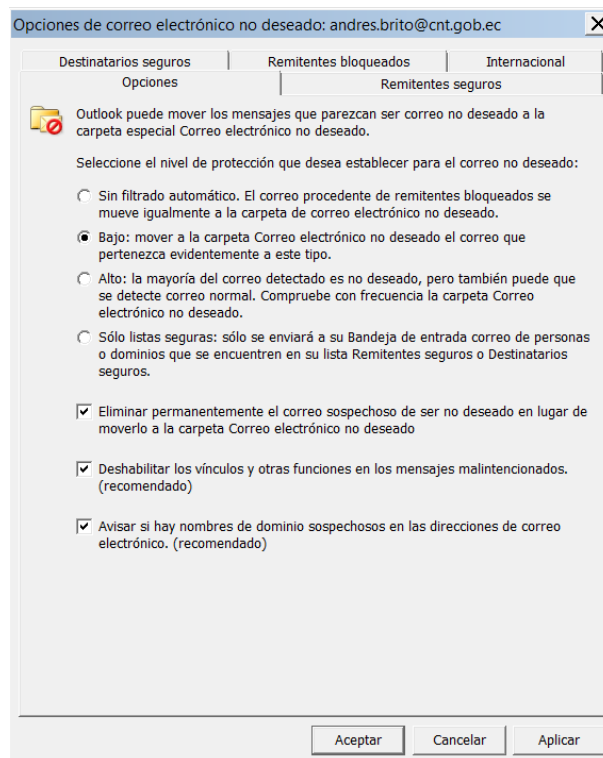 Opciones de correo electrónico no deseado: andres.brito@cnt.gob.ec
Destinatarios seguros
Remitentes bloqueados
Internacional
Opciones
Remitentes seguros
Outlook puede mover los mensajes que parezcan ser correo no deseado a la
carpeta especial Correo electrónico no deseado.
Seleccione el nivel de protección que desea establecer para el correo no deseado:
Sin filtrado automático. El correo procedente de remitentes bloqueados se
mueve igualmente a la carpeta de correo electrónico no deseado.
Bajo: mover a la carpeta Correo electrónico no deseado el correo que
pertenezca evidentemente a este tipo.
Alto: la mayoría del correo detectado es no deseado, pero también puede que
se detecte correo normal. Compruebe con frecuencia la carpeta Correo
electrónico no deseado.
Sólo listas seguras: sólo se enviará a su Bandeja de entrada correo de personas
o dominios que se encuentren en su lista Remitentes seguros o Destinatarios
seguros.
Eliminar permanentemente el correo sospechoso de ser no deseado en lugar de
moverlo a la carpeta Correo electrónico no deseado
Deshabilitar los vínculos y otras funciones en los mensajes malintencionados.
(recomendado)
Avisar si hay nombres de dominio sospechosos en las direcciones de correo
electrónico. (recomendado)
Aceptar
Cancelar
Aplicar